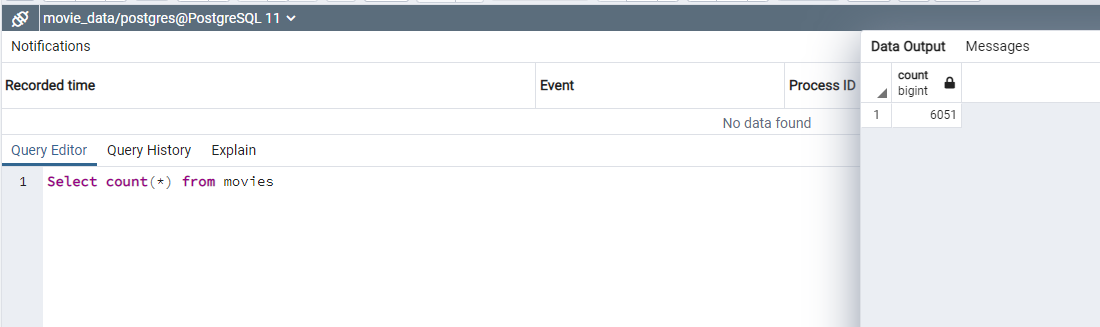 movie_data/postgres@PostgreSQL 11
Notifications
Recorded time Event Process ID
No data found
Query Editor Query History Explain
1 Select count(*) from movies
Data Output Messages
count
bigint
1 6051